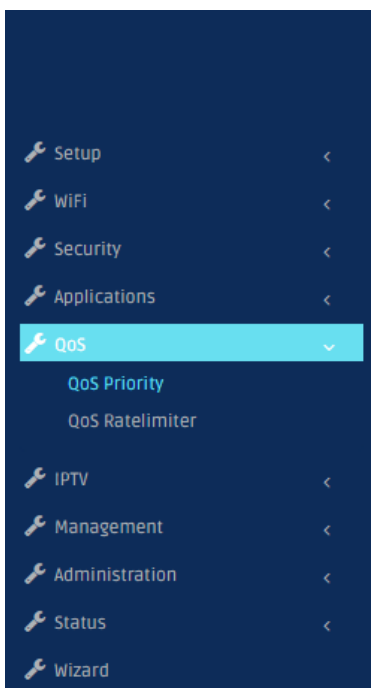 Setup
WiFi
Security
Applications
QoS
QoS Priority
QoS Ratelimiter
IPTV
Management
Administration
Status
Wizard